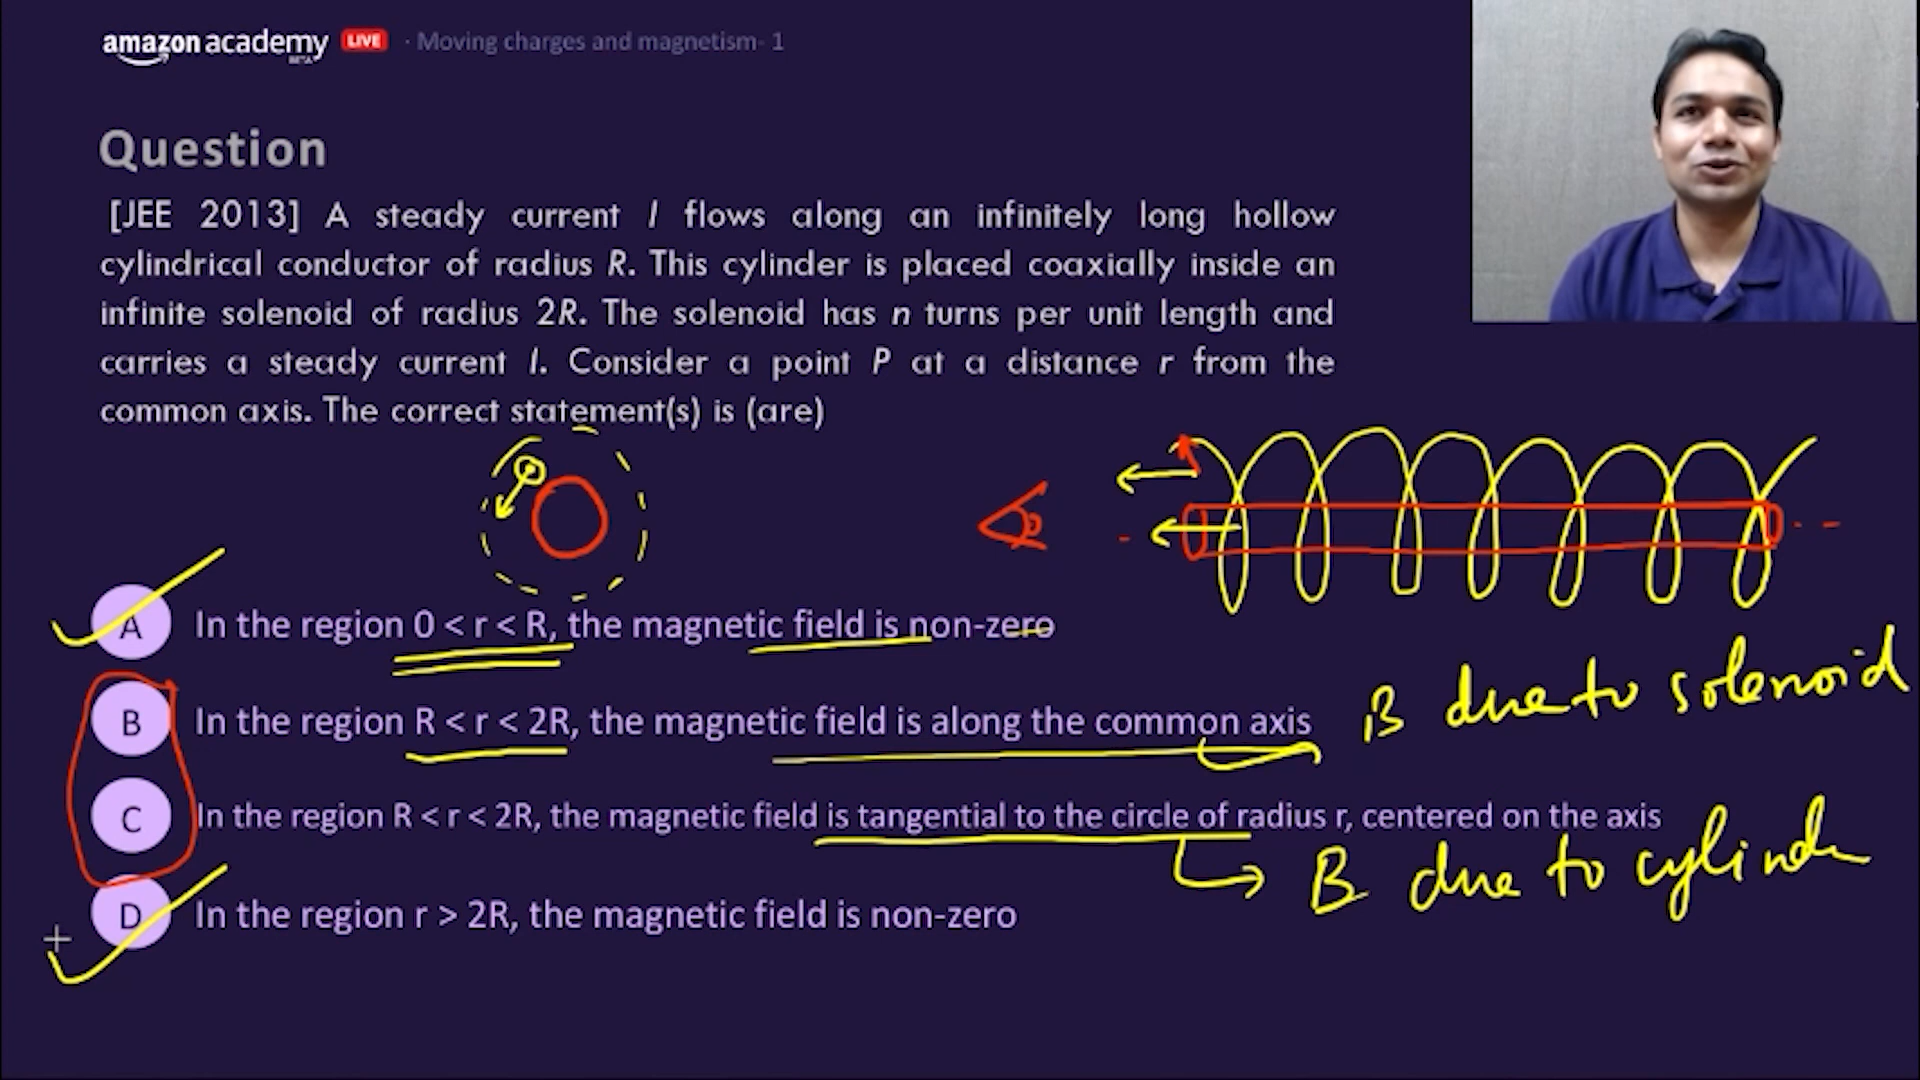 amazon academy LIVE · Moving charges and magnetism- 1
BETA
Question
[JEE 2013] A steady current I flows along an infinitely long hollow
cylindrical conductor of radius R. This cylinder is placed coaxially inside an
infinite solenoid of radius 2R. The solenoid has n turns per unit length and
carries a steady current I. Consider a point P at a distance r from the
common axis. The correct statement(s) is (are)
A In the region 0 < r < R, the magnetic field is non-zero
B In the region R < r < 2R, the magnetic field is along the common axis
B due to solenoid
C In the region R < r < 2R, the magnetic field is tangential to the circle of radius r, centered on the axis
B due to cylinde
D In the region r > 2R, the magnetic field is non-zero